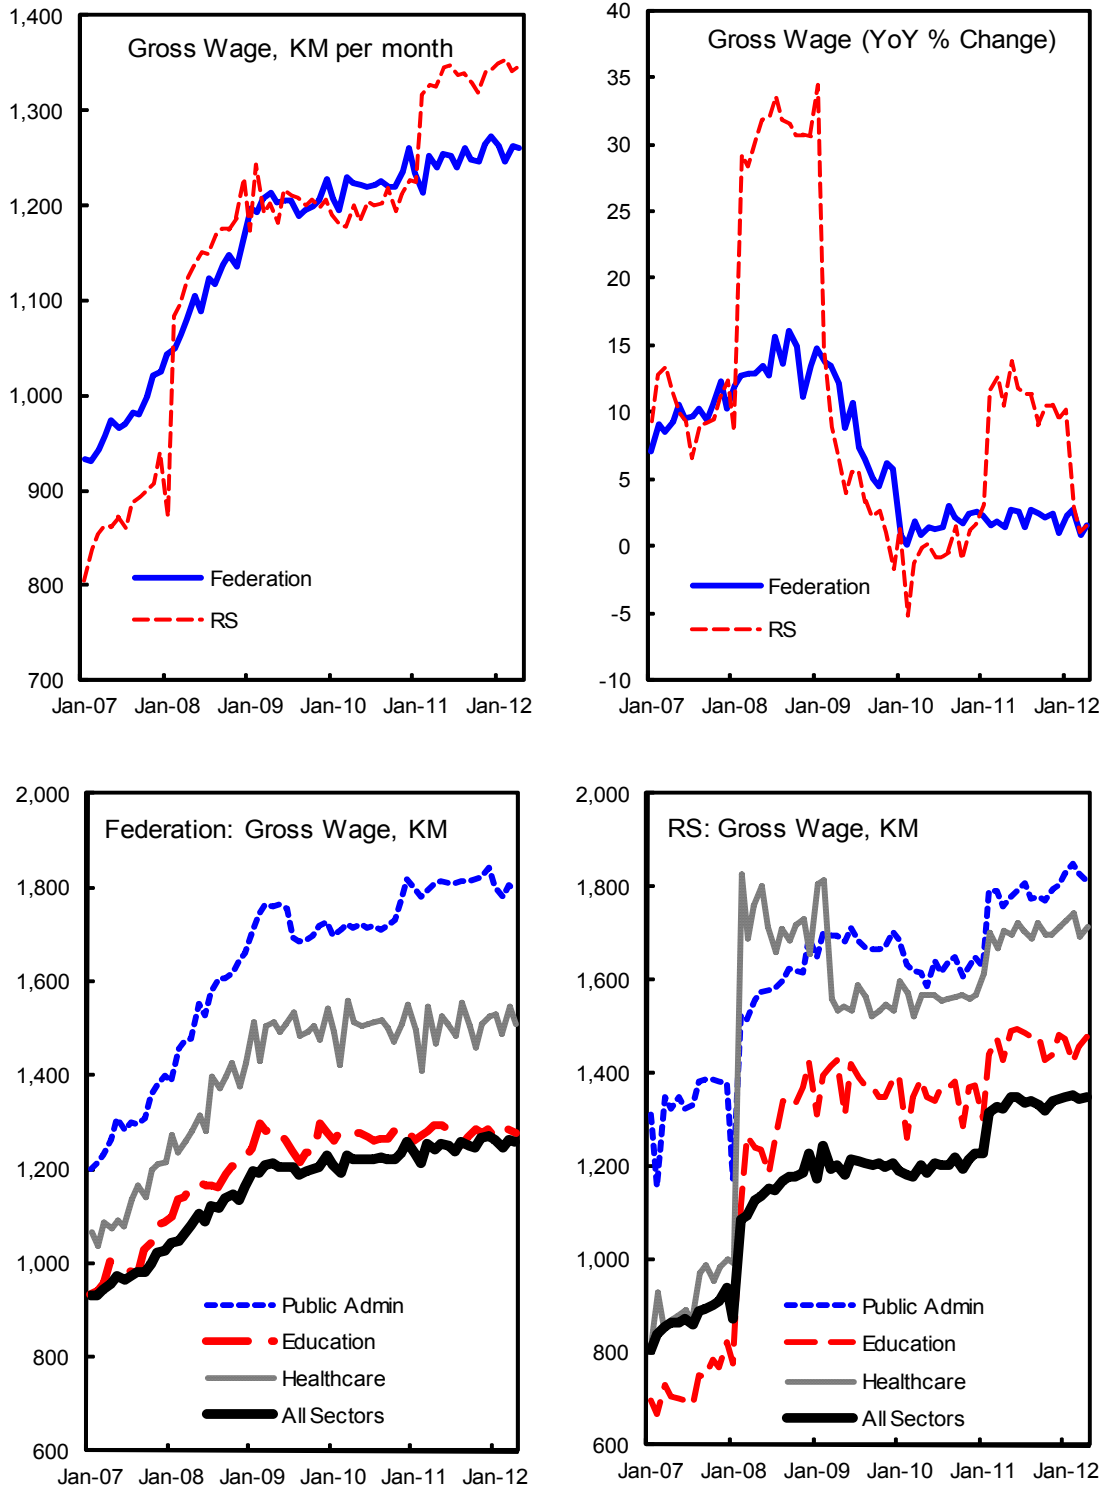 Gross Wage, KM per month
1,400
1,300
1,200
1,100
1,000
900
800
700
Federation
RS
Jan-07 Jan-08 Jan-09 Jan-10 Jan-11 Jan-12
Gross Wage (YoY % Change)
40
35
30
25
20
15
10
5
0
-5
-10
Federation
RS
Jan-07 Jan-08 Jan-09 Jan-10 Jan-11 Jan-12
Federation: Gross Wage, KM
2,000
1,800
1,600
1,400
1,200
1,000
800
600
Public Admin
Education
Healthcare
All Sectors
Jan-07 Jan-08 Jan-09 Jan-10 Jan-11 Jan-12
RS: Gross Wage, KM
2,000
1,800
1,600
1,400
1,200
1,000
800
600
Public Admin
Education
Healthcare
All Sectors
Jan-07 Jan-08 Jan-09 Jan-10 Jan-11 Jan-12